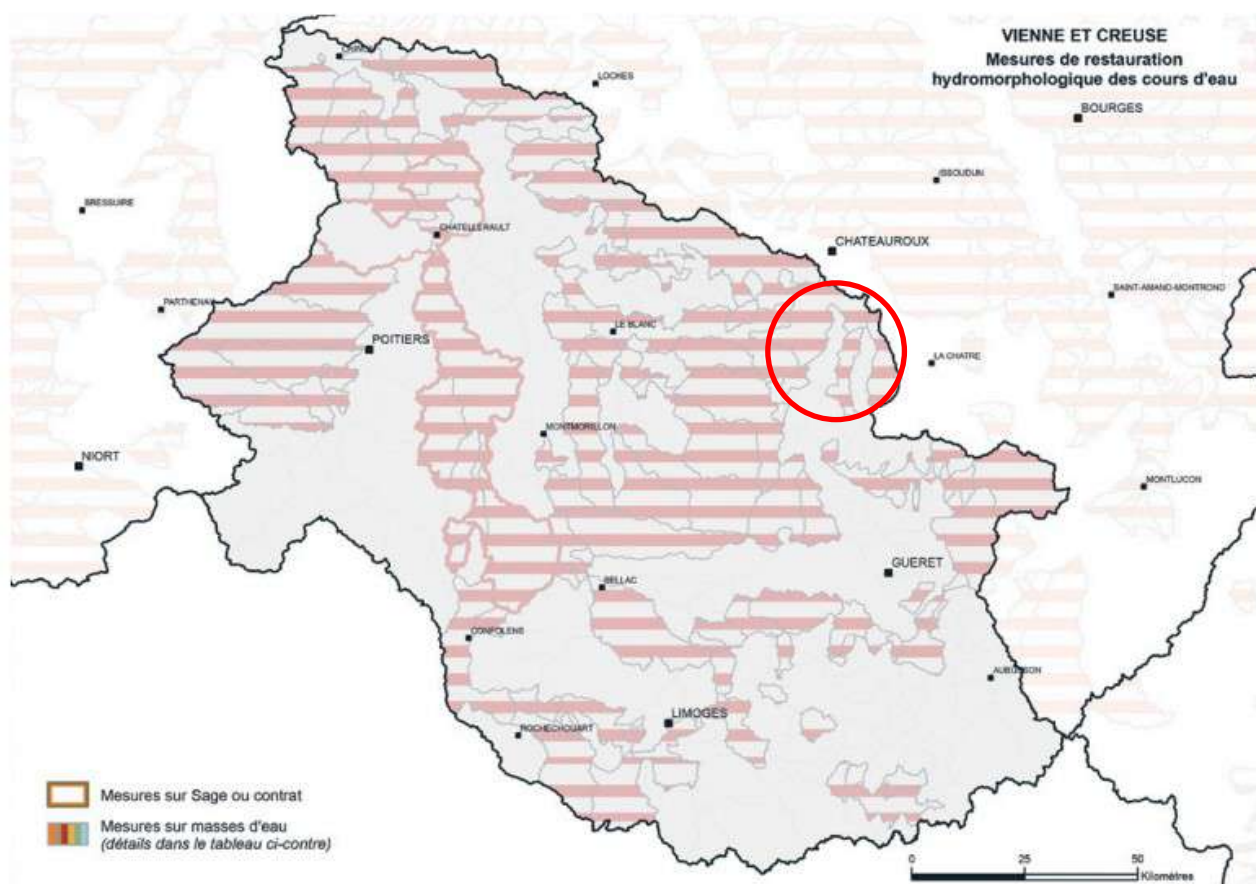 VIENNE ET CREUSE
Mesures de restauration
hydromorphologique des cours d'eau
LOCHES
BOURGES
ISSOUDUN
BRESSUIRE
CHATELLERAULT
CHATEAUROUX
SAINT-AMAND-MONTROND
PARTHENAY
LE BLANC
POITIERS
LA CHATRE
MONTMORILLON
NIORT
MONTLUCON
GUERET
BELLAC
CONFOLENS
AUBUSSON
LIMOGES
ROCHECHOUART
Mesures sur Sage ou contrat
Mesures sur masses d'eau
(détails dans le tableau ci-contre)
0 25 50
Kilomètres